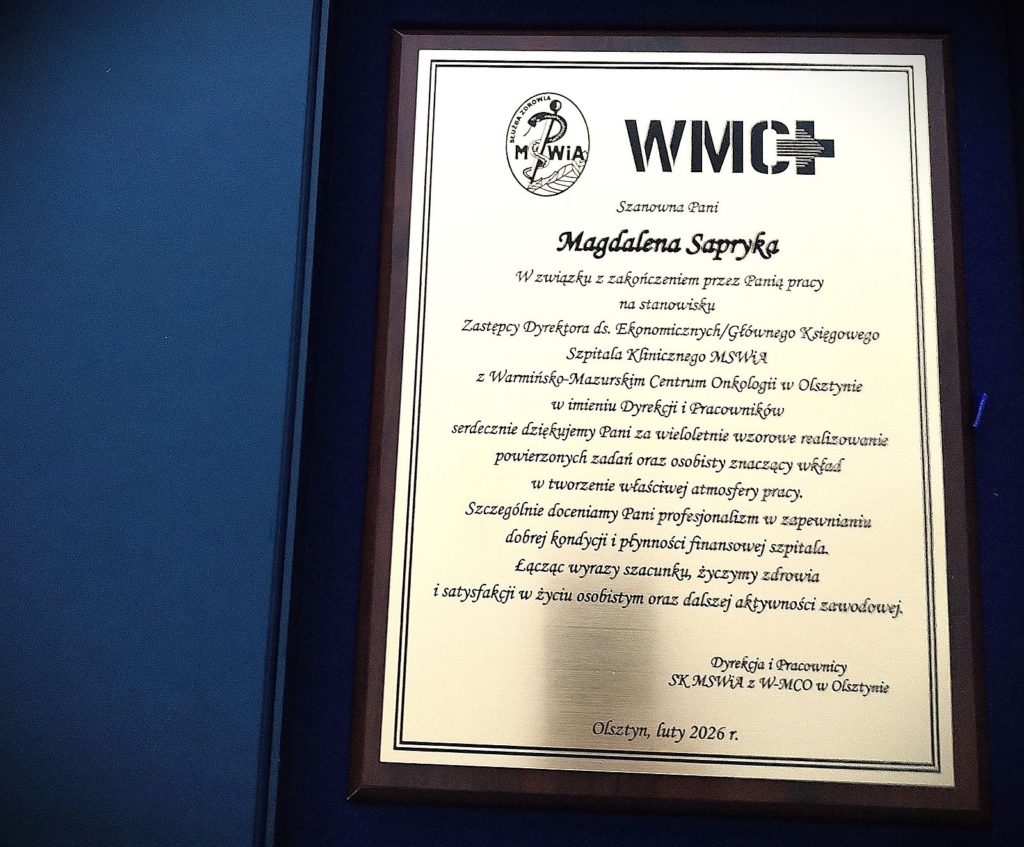 SŁUŻBA ZDROWIA
MSWiA
WMC
Szanowna Pani
Magdalena Sapryka
W związku z zakończeniem przez Panią pracy
na stanowisku
Zastępcy Dyrektora ds. Ekonomicznych/Głównego Księgowego
Szpitala Klinicznego MSWiA
z Warmińsko-Mazurskim Centrum Onkologii w Olsztynie
w imieniu Dyrekcji i Pracowników
serdecznie dziękujemy Pani za wieloletnie wzorowe realizowanie
powierzonych zadań oraz osobisty znaczący wkład
w tworzenie właściwej atmosfery pracy.
Szczególnie doceniamy Pani profesjonalizm w zapewnianiu
dobrej kondycji i płynności finansowej szpitala.
Łącząc wyrazy szacunku, życzymy zdrowia
i satysfakcji w życiu osobistym oraz dalszej aktywności zawodowej.
Dyrekcja i Pracownicy
SK MSWiA z W-MCO w Olsztynie
Olsztyn, luty 2026 r.